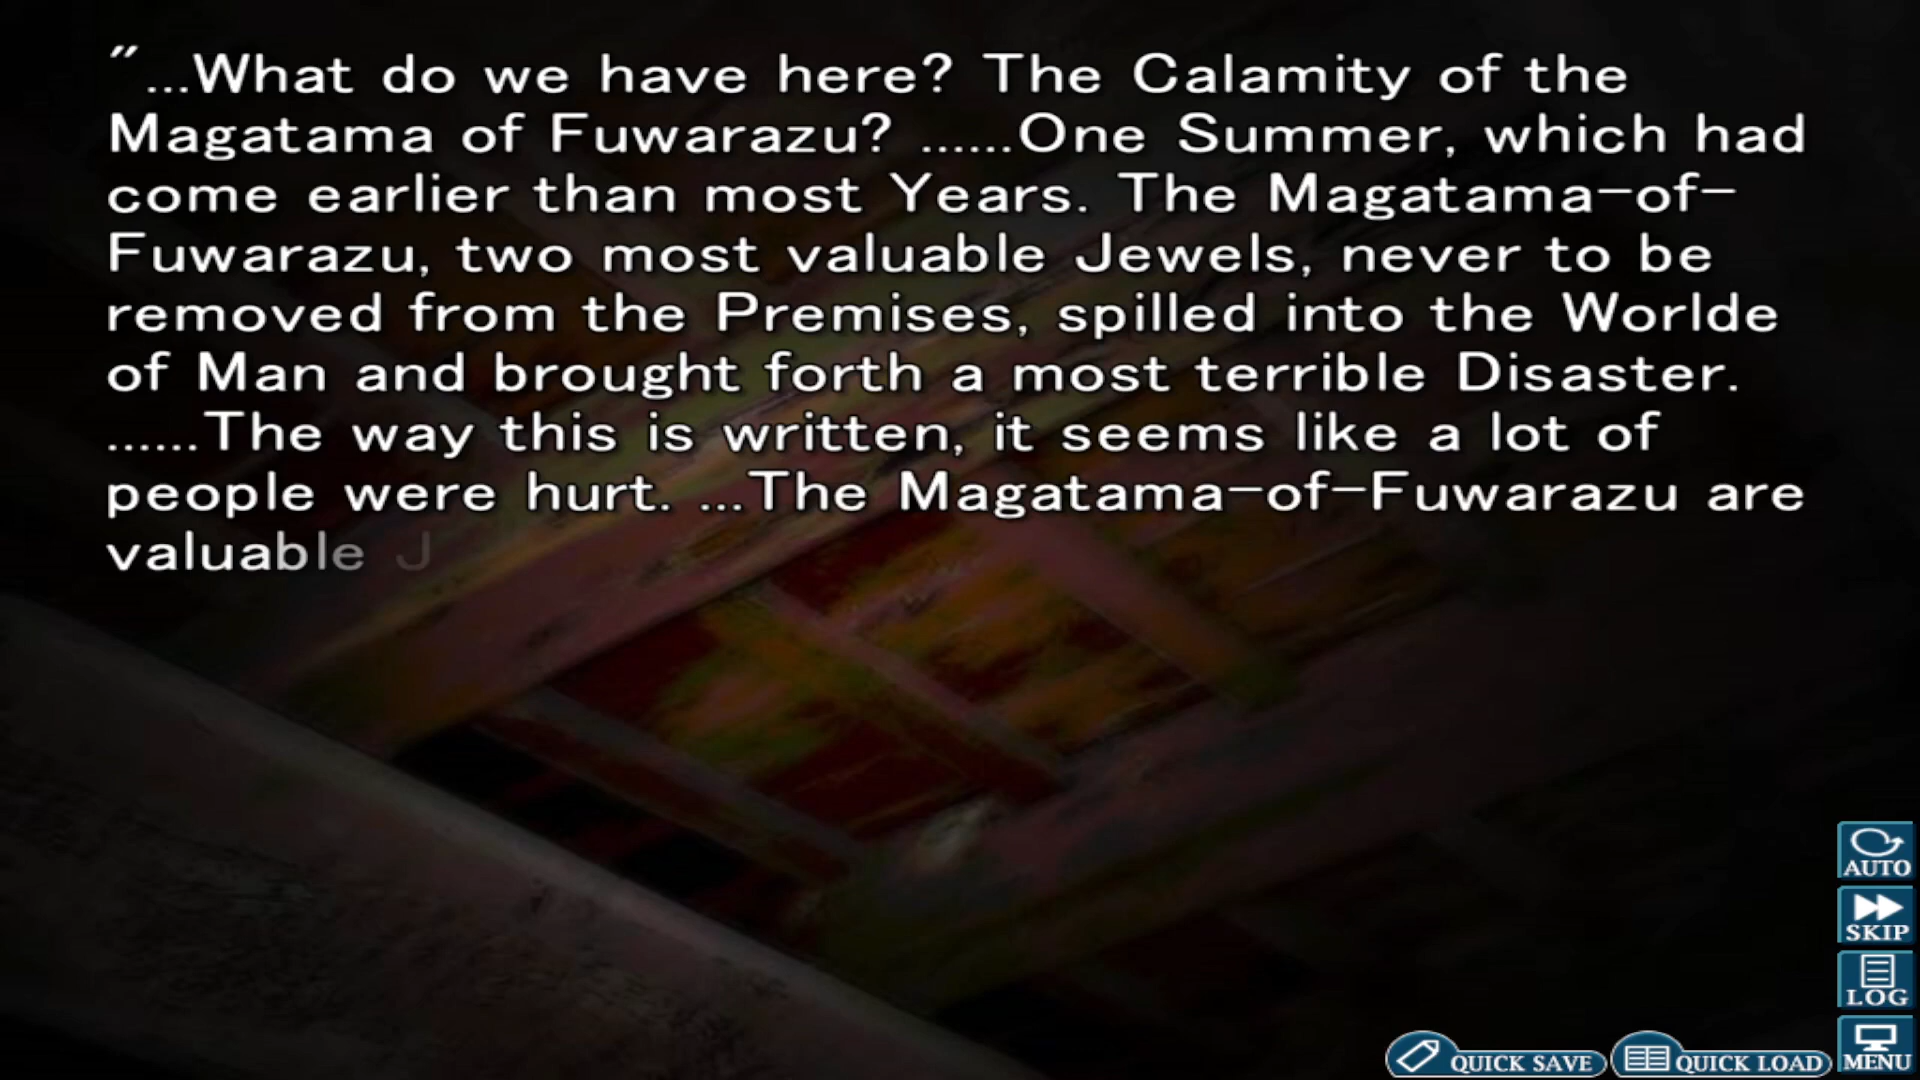 "...What do we have here? The Calamity of the
Magatama of Fuwarazu? ......One Summer, which had
come earlier than most Years. The Magatama-of-
Fuwarazu, two most valuable Jewels, never to be
removed from the Premises, spilled into the Worlde
of Man and brought forth a most terrible Disaster.
......The way this is written, it seems like a lot of
people were hurt. ...The Magatama-of-Fuwarazu are
valuable J
AUTO
SKIP
LOG
QUICK SAVE QUICK LOAD MENU